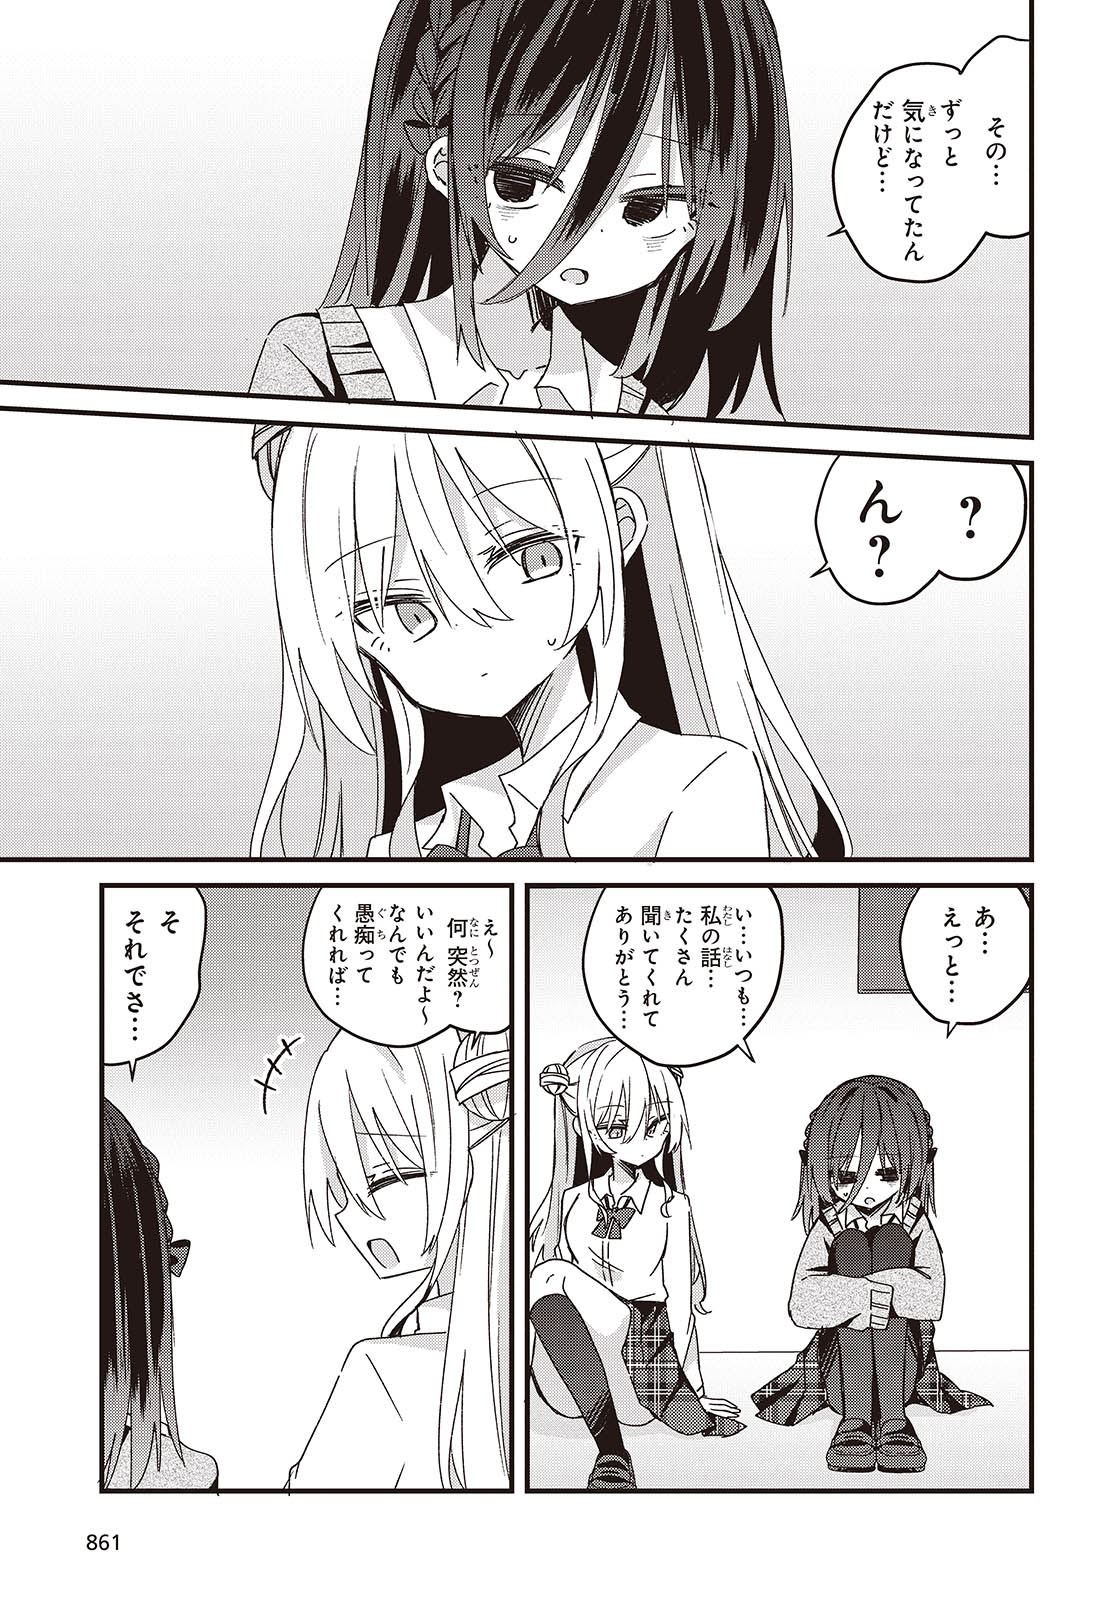 その…
ずっと
気になってたん
だけど…
？
ん？
あ…
えっと…
い…いつも…
私の話…
たくさん
聞いてくれて
ありがとう…
え〜
何 突然？
いいんだよ〜
なんでも
愚痴って
くれれば…
そ
それでさ…
861